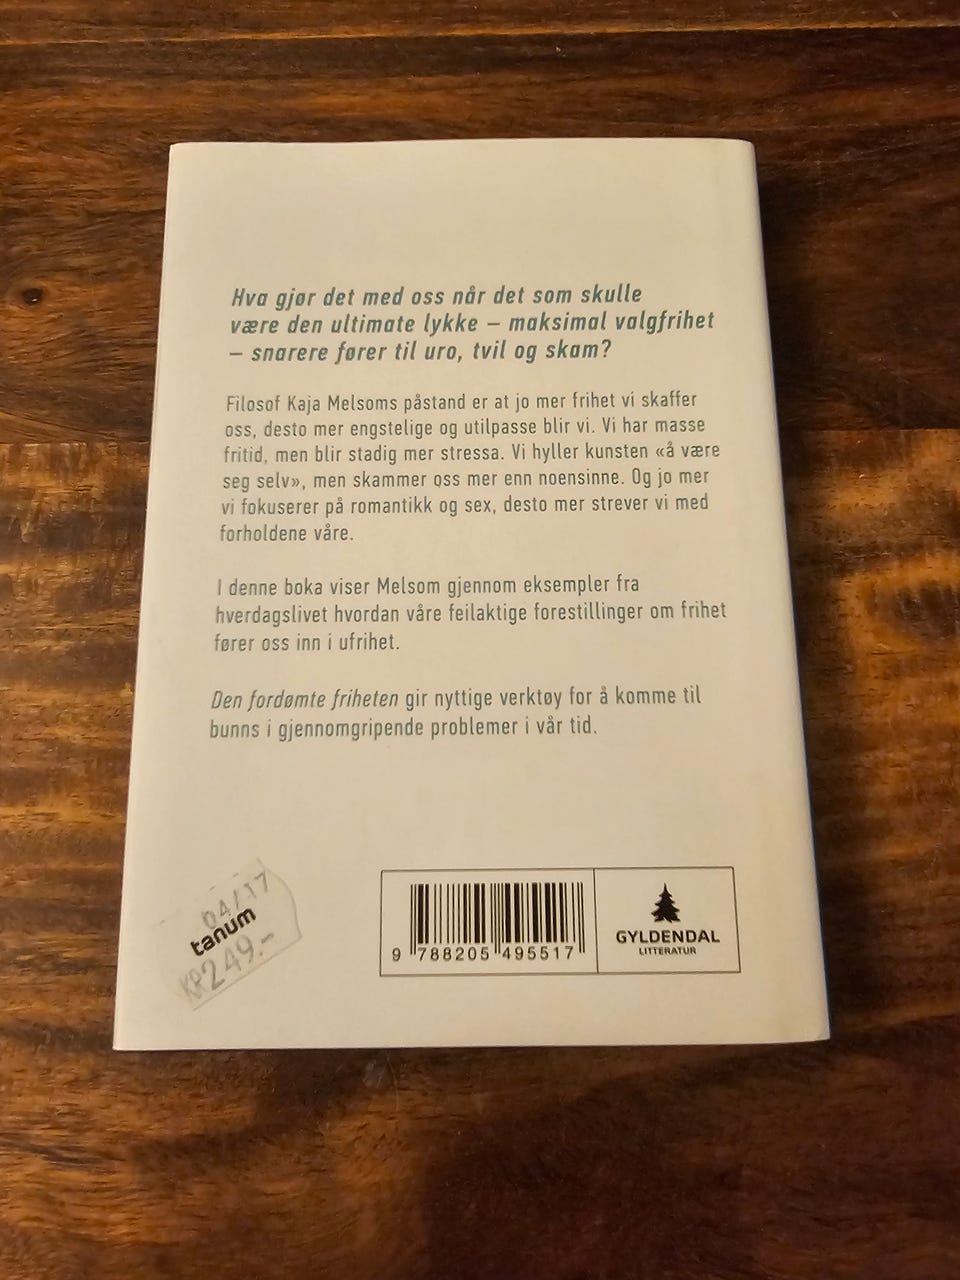 Hva gjør det med oss når det som skulle
være den ultimate lykke – maksimal valgfrihet
– snarere fører til uro, tvil og skam?
Filosof Kaja Melsoms påstand er at jo mer frihet vi skaffer
oss, desto mer engstelige og utilpasse blir vi. Vi har masse
fritid, men blir stadig mer stressa. Vi hyller kunsten «å være
seg selv», men skammer oss mer enn noensinne. Og jo mer
vi fokuserer på romantikk og sex, desto mer strever vi med
forholdene våre.
I denne boka viser Melsom gjennom eksempler fra
hverdagslivet hvordan våre feilaktige forestillinger om frihet
fører oss inn i ufrihet.
Den fordømte friheten gir nyttige verktøy for å komme til
bunns i gjennomgripende problemer i vår tid.
04/17
tanum
KR 249.-
9 788205 495517
GYLDENDAL
LITTERATUR